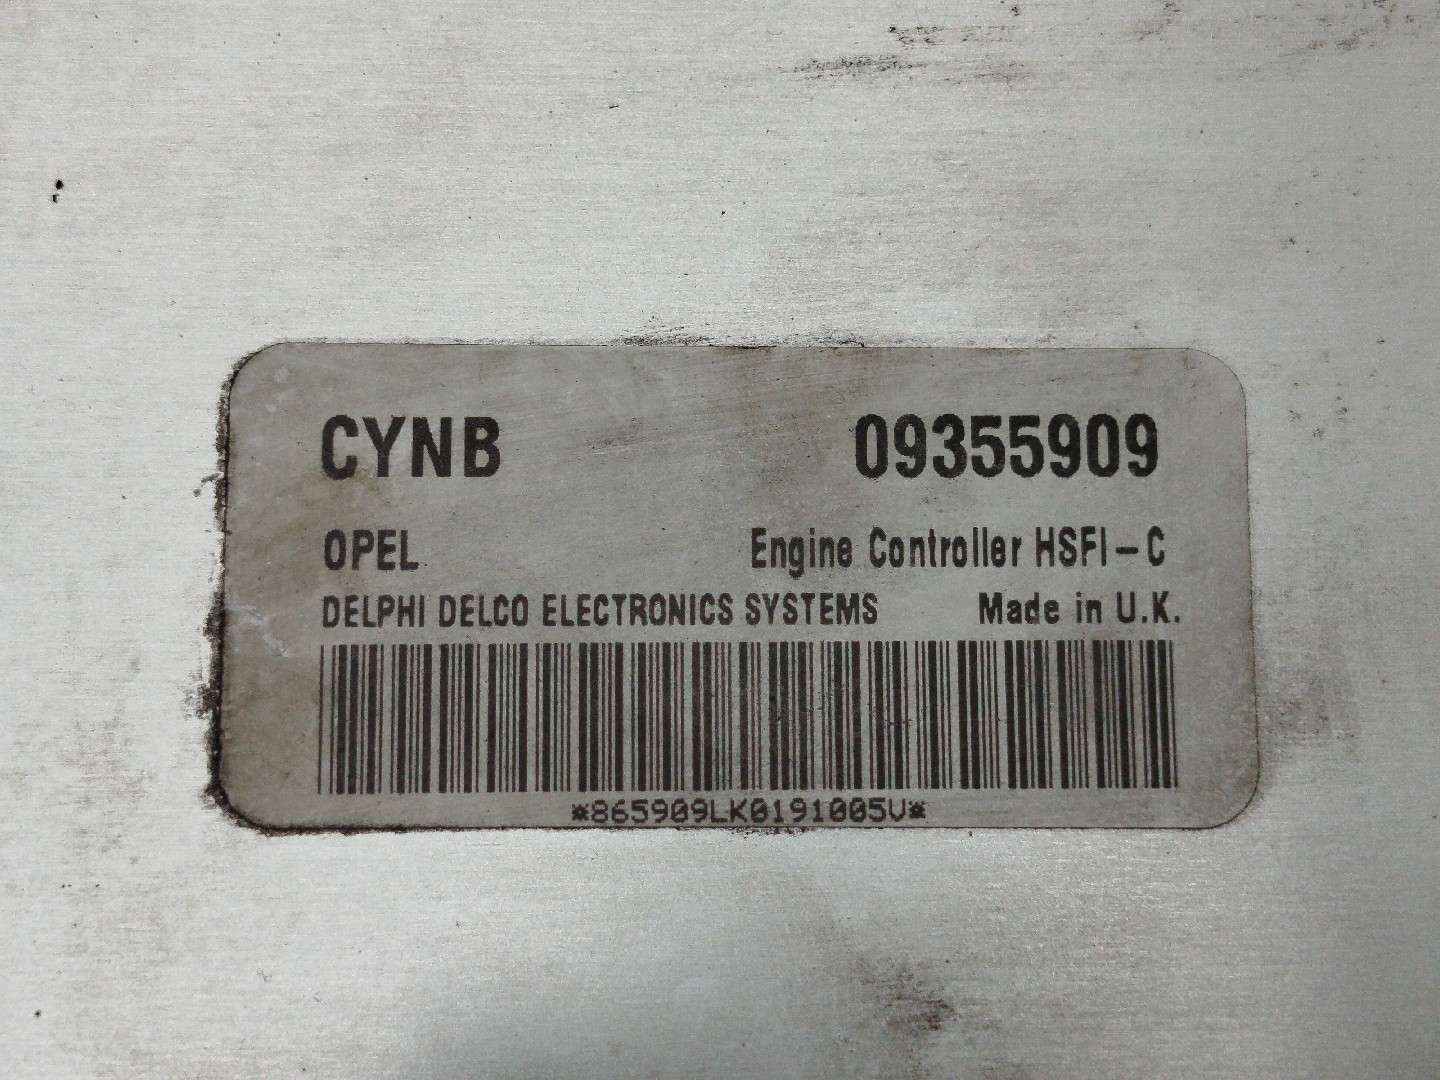 CYNB 09355909
OPEL Engine Controller HSFI-C
DELPHI DELCO ELECTRONICS SYSTEMS Made in U.K.
*865909LK0191005V*